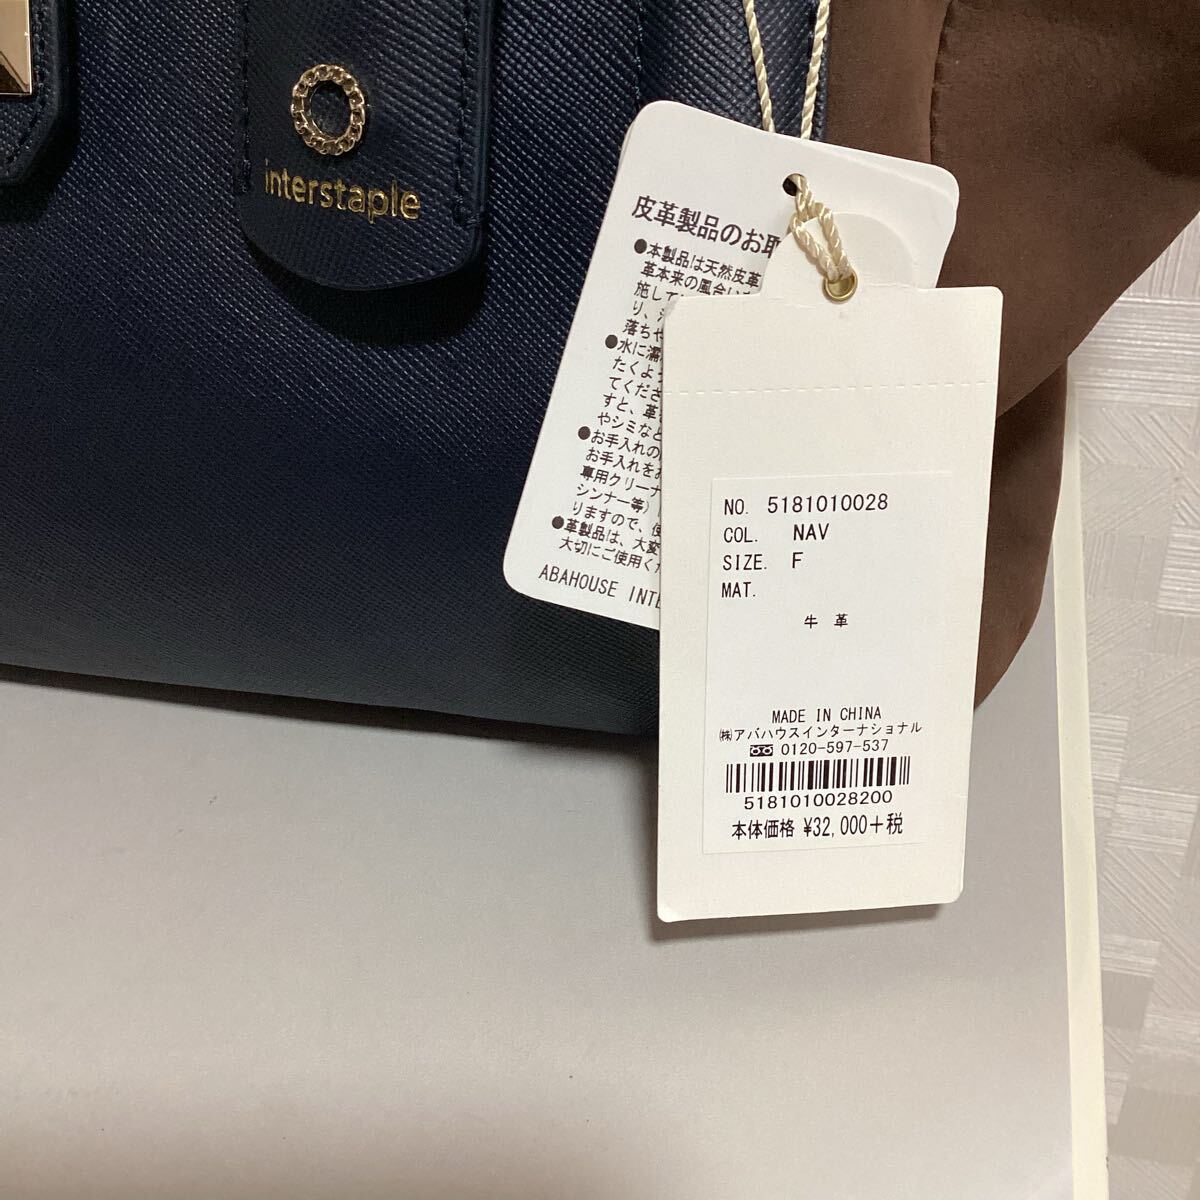 interstaple
皮革製品のお取
●本製品は天然皮革
革本来の風合い
施して
り、
落ちや
●水に濡
たくよう
てくださ
すと、革
やシミなど
●お手入れの
お手入れを
専用クリーナ
シンナー等)
りますので、使
●革製品は、大変
大切にご使用くだ
ABAHOUSE INTE
NO. 5181010028
COL. NAV
SIZE. F
MAT.
牛 革
MADE IN CHINA
㈱アバハウスインターナショナル
0120-597-537
5181010028200
本体価格 ¥32,000+税